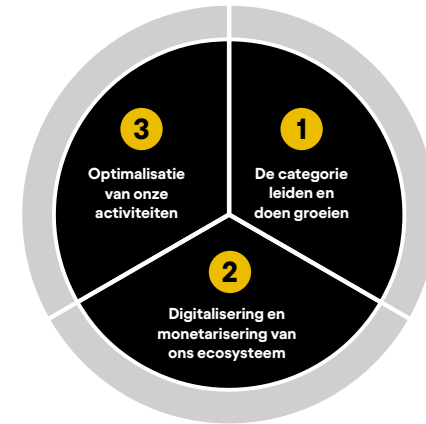 1
De categorie
leiden en
doen groeien
2
Digitalisering en
monetarisering van
ons ecosysteem
3
Optimalisatie
van onze
activiteiten